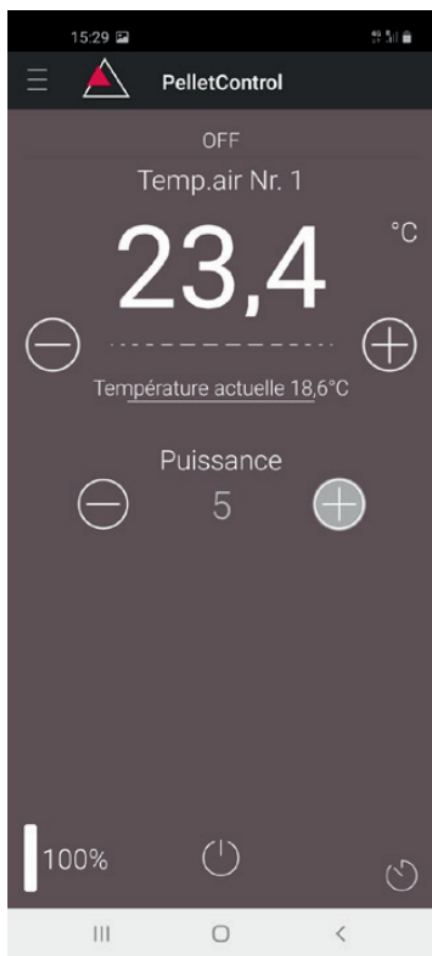 15:29
PelletControl
OFF
Temp.air Nr. 1
23,4 °C
Température actuelle 18,6°C
Puissance
5
100%